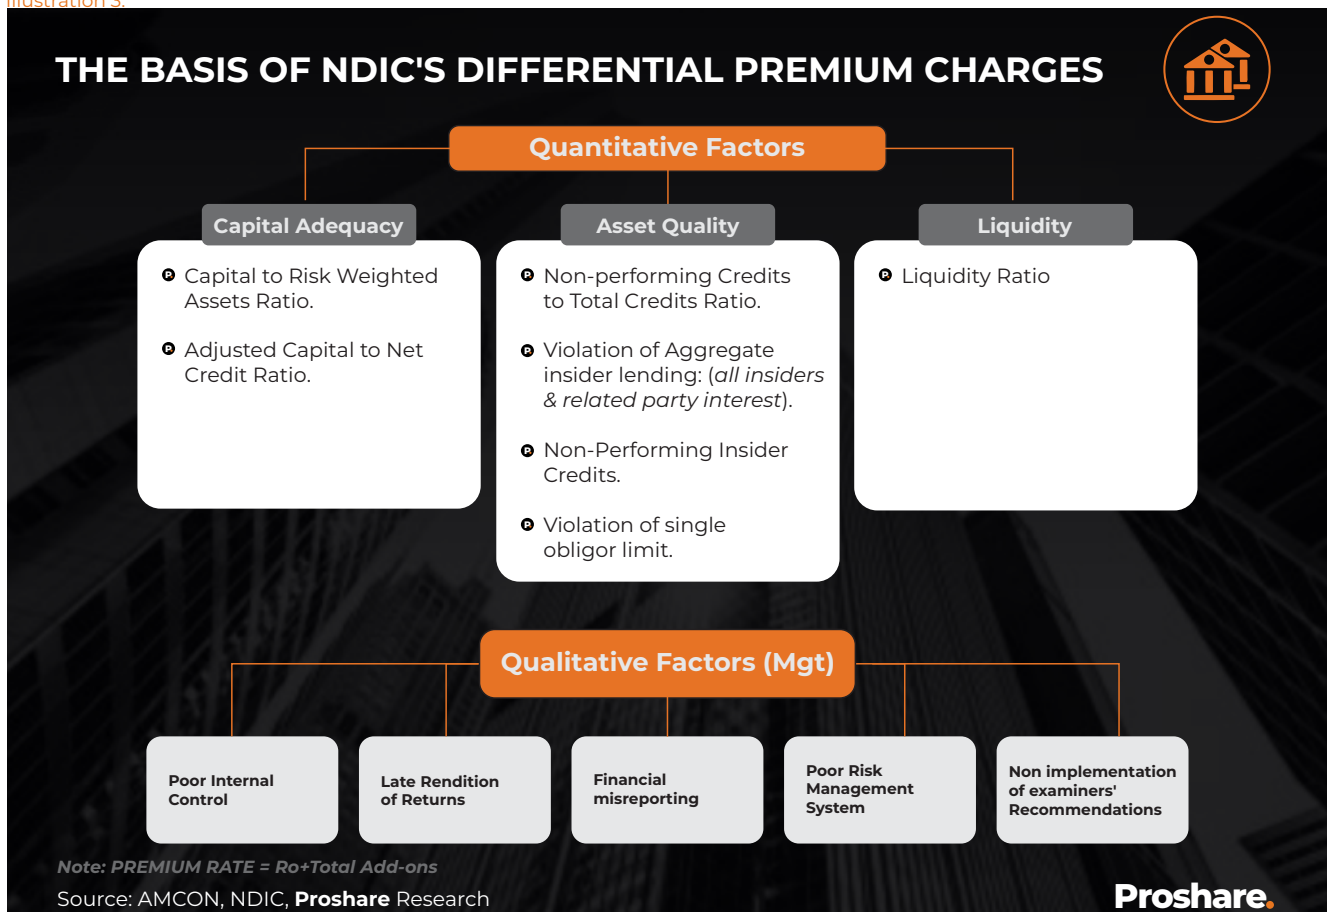 Illustration 3:
THE BASIS OF NDIC'S DIFFERENTIAL PREMIUM CHARGES
Quantitative Factors
Capital Adequacy
Capital to Risk Weighted
Assets Ratio.
Adjusted Capital to Net
Credit Ratio.
Asset Quality
Non-performing Credits
to Total Credits Ratio.
Violation of Aggregate
insider lending: (all insiders
& related party interest).
Non-Performing Insider
Credits.
Violation of single
obligor limit.
Liquidity
Liquidity Ratio
Qualitative Factors (Mgt)
Poor Internal
Control
Late Rendition
of Returns
Financial
misreporting
Poor Risk
Management
System
Non implementation
of examiners'
Recommendations
Note: PREMIUM RATE = Ro+Total Add-ons
Source: AMCON, NDIC, Proshare Research
Proshare.